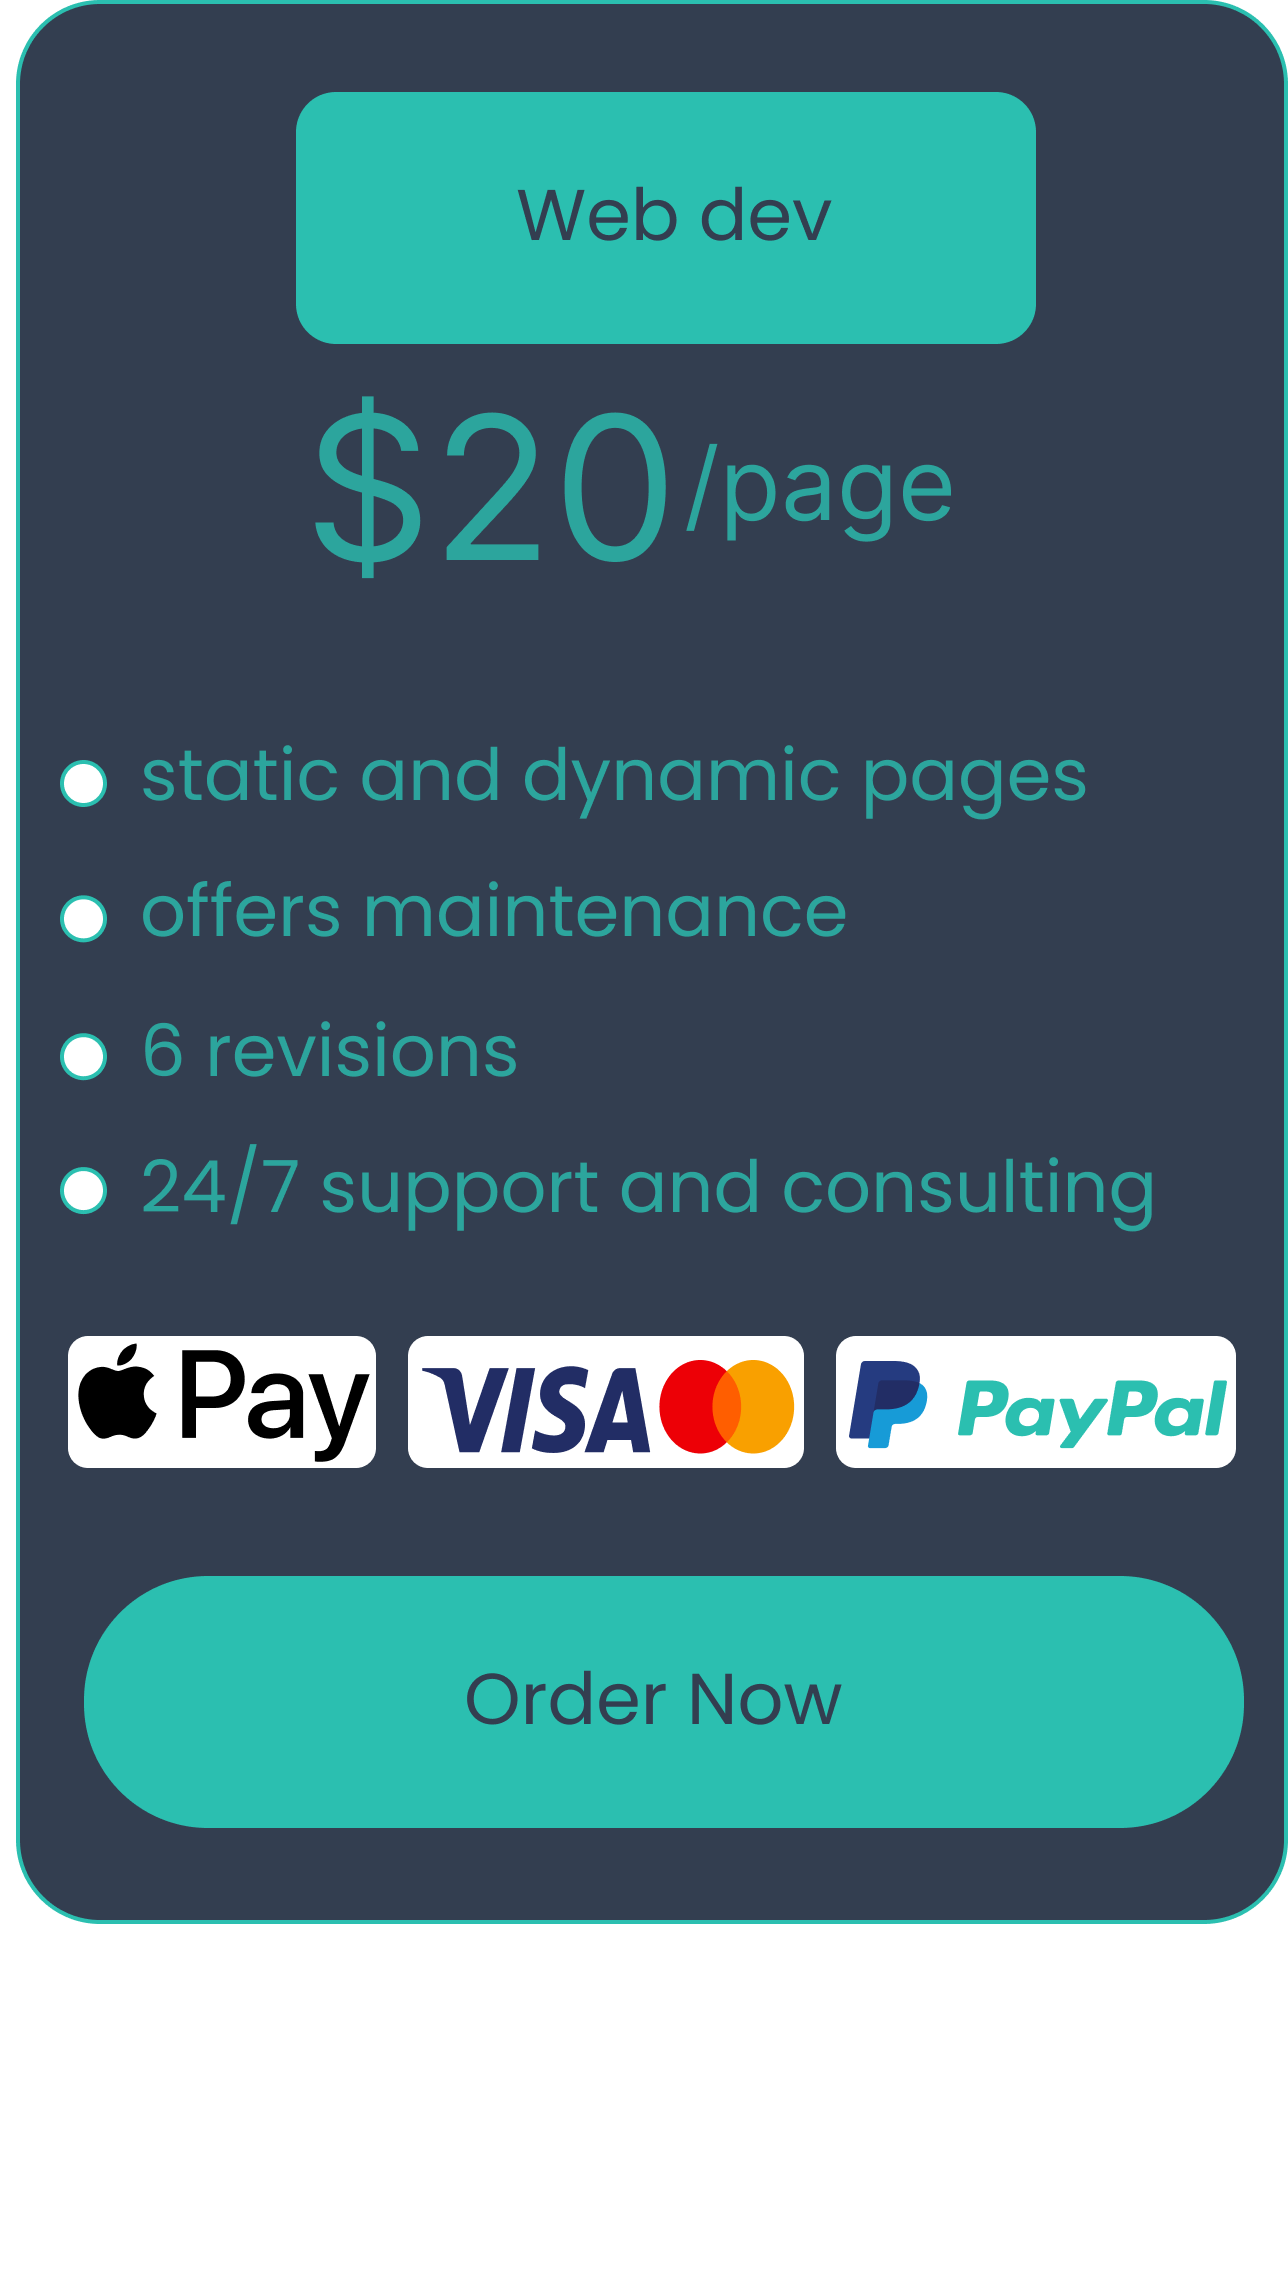 Web dev
$20/page
static and dynamic pages
offers maintenance
6 revisions
24/7 support and consulting
Pay VISA PayPal
Order Now